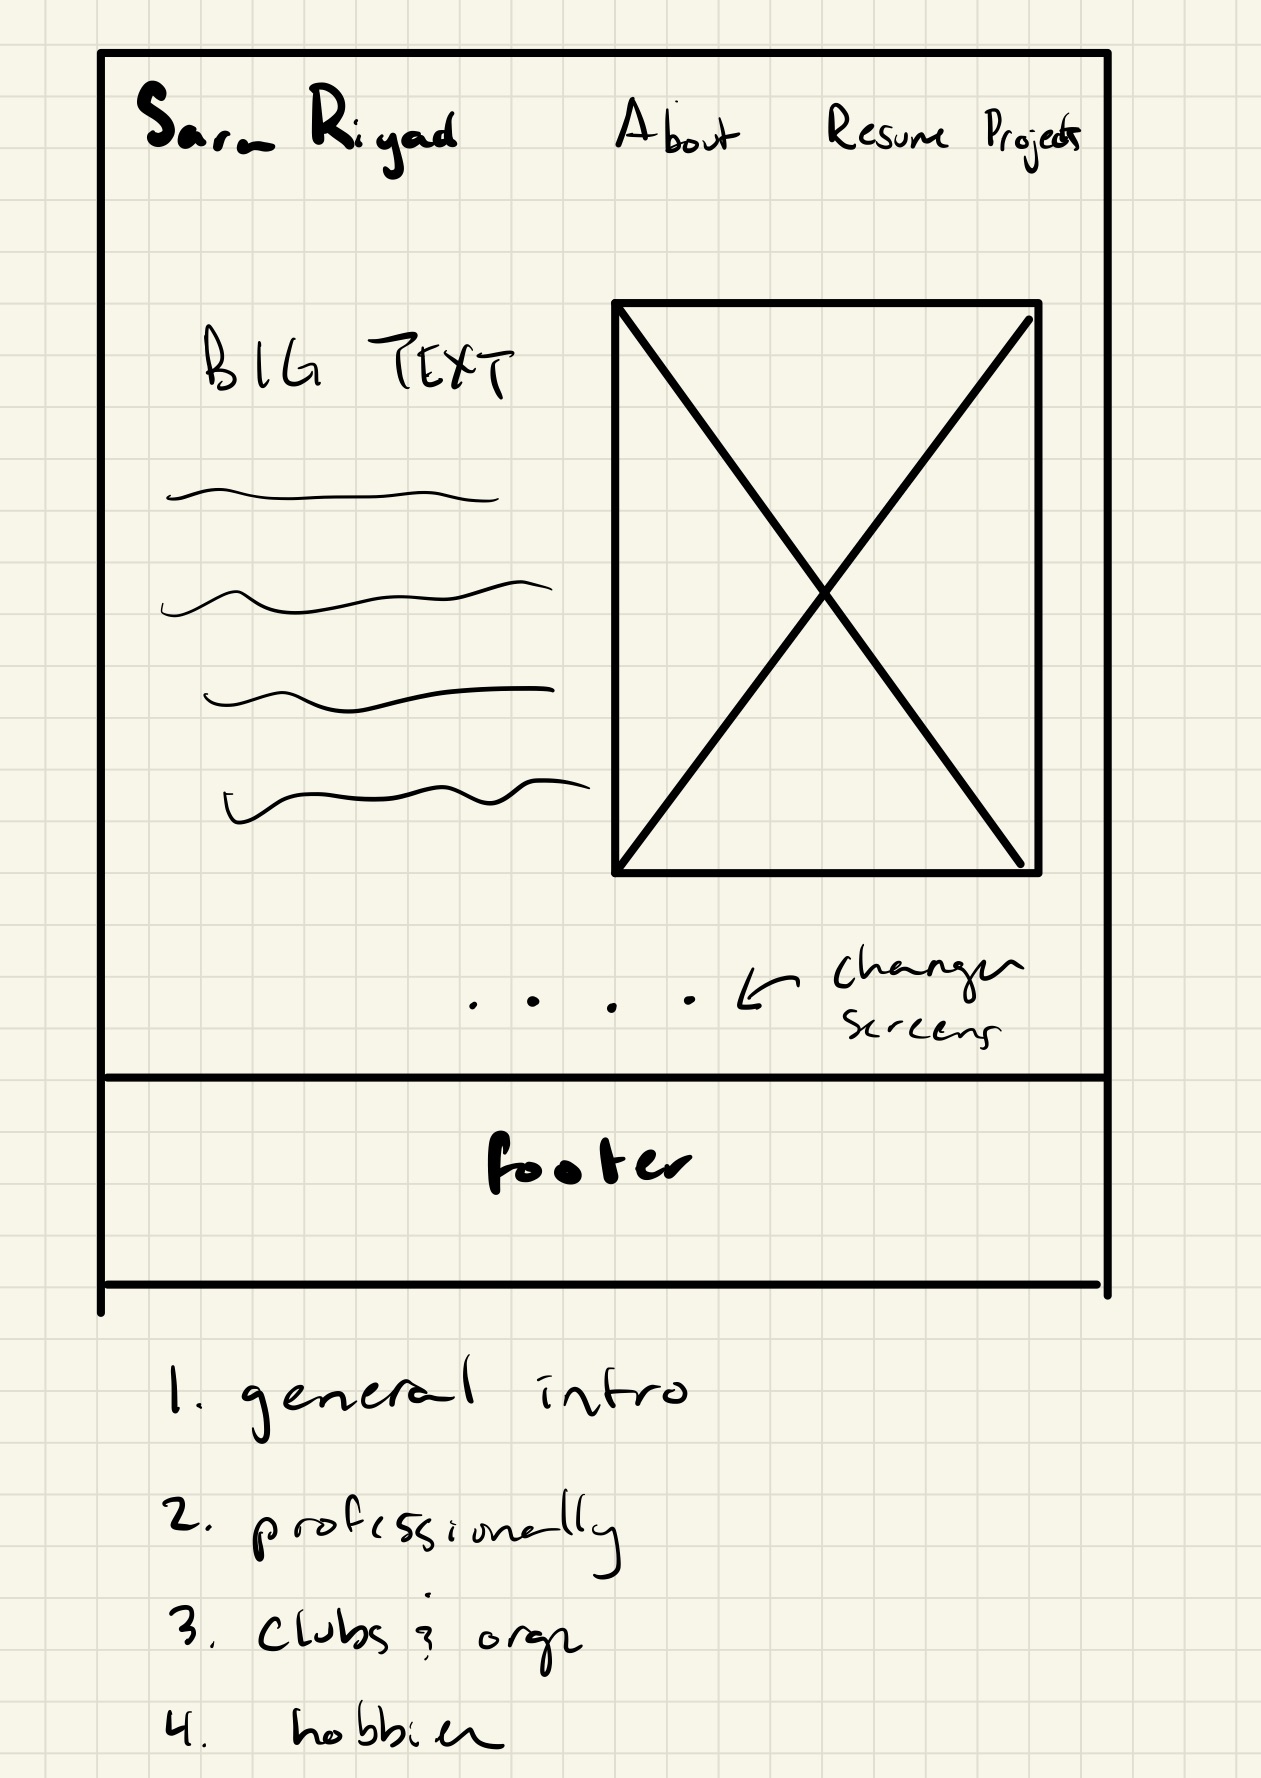 Sara Riyad About Resume Projects
BIG TEXT
changes
screens
footer
1. general intro
2. professionally
3. clubs & orgs
4. hobbies